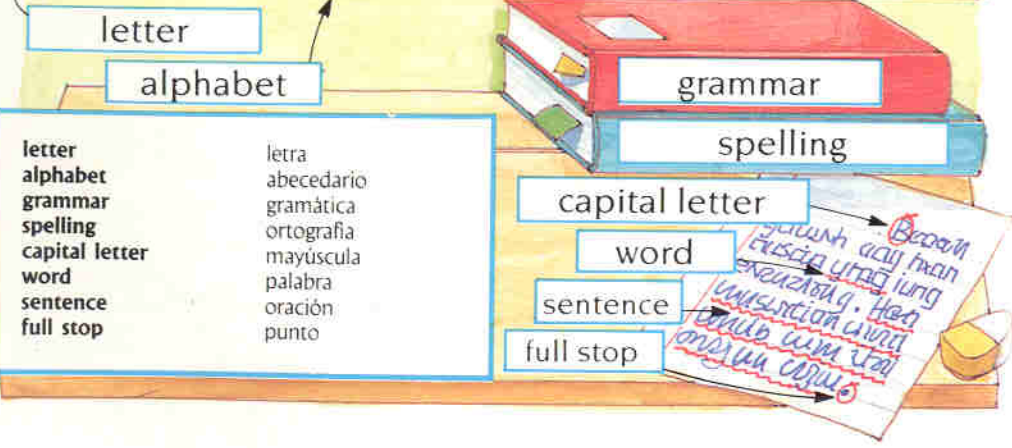 letter
alphabet
grammar
spelling
letter letra
alphabet abecedario
grammar gramática
spelling ortografia
capital letter mayúscula
word palabra
sentence oración
full stop punto
capital letter
word
sentence
full stop